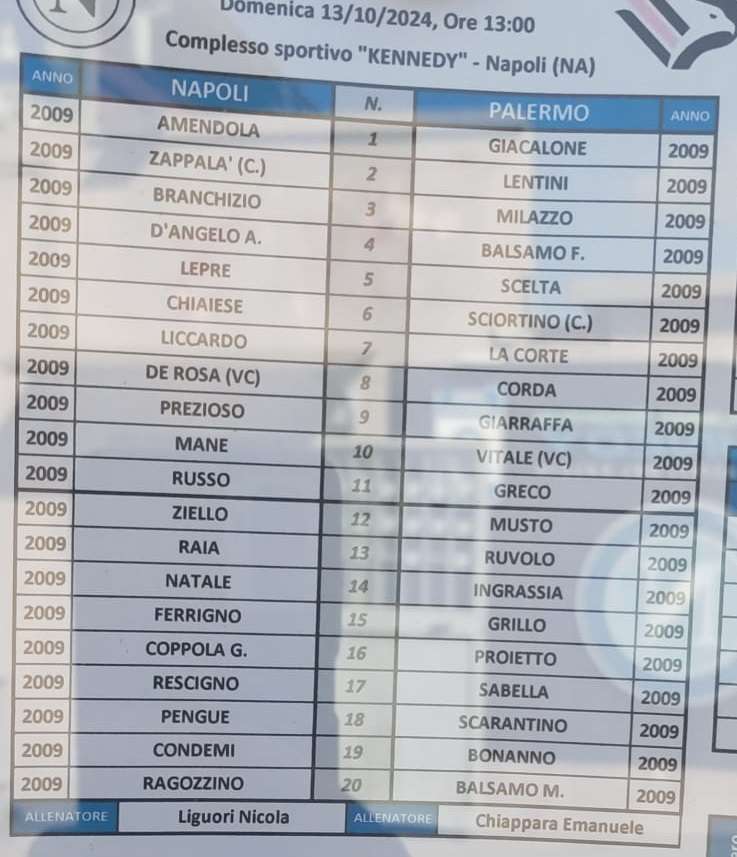 Domenica 13/10/2024, Ore 13:00
Complesso sportivo "KENNEDY" - Napoli (NA)
ANNO NAPOLI N. PALERMO ANNO
2009 AMENDOLA 1 GIACALONE 2009
2009 ZAPPALA' (C.) 2 LENTINI 2009
2009 BRANCHIZIO 3 MILAZZO 2009
2009 D'ANGELO A. 4 BALSAMO F. 2009
2009 LEPRE 5 SCELTA 2009
2009 CHIAIESE 6 SCIORTINO (C.) 2009
2009 LICCARDO 7 LA CORTE 2009
2009 DE ROSA (VC) 8 CORDA 2009
2009 PREZIOSO 9 GIARRAFFA 2009
2009 MANE 10 VITALE (VC) 2009
2009 RUSSO 11 GRECO 2009
2009 ZIELLO 12 MUSTO 2009
2009 RAIA 13 RUVOLO 2009
2009 NATALE 14 INGRASSIA 2009
2009 FERRIGNO 15 GRILLO 2009
2009 COPPOLA G. 16 PROIETTO 2009
2009 RESCIGNO 17 SABELLA 2009
2009 PENGUE 18 SCARANTINO 2009
2009 CONDEMI 19 BONANNO 2009
2009 RAGOZZINO 20 BALSAMO M. 2009
ALLENATORE Liguori Nicola ALLENATORE Chiappara Emanuele